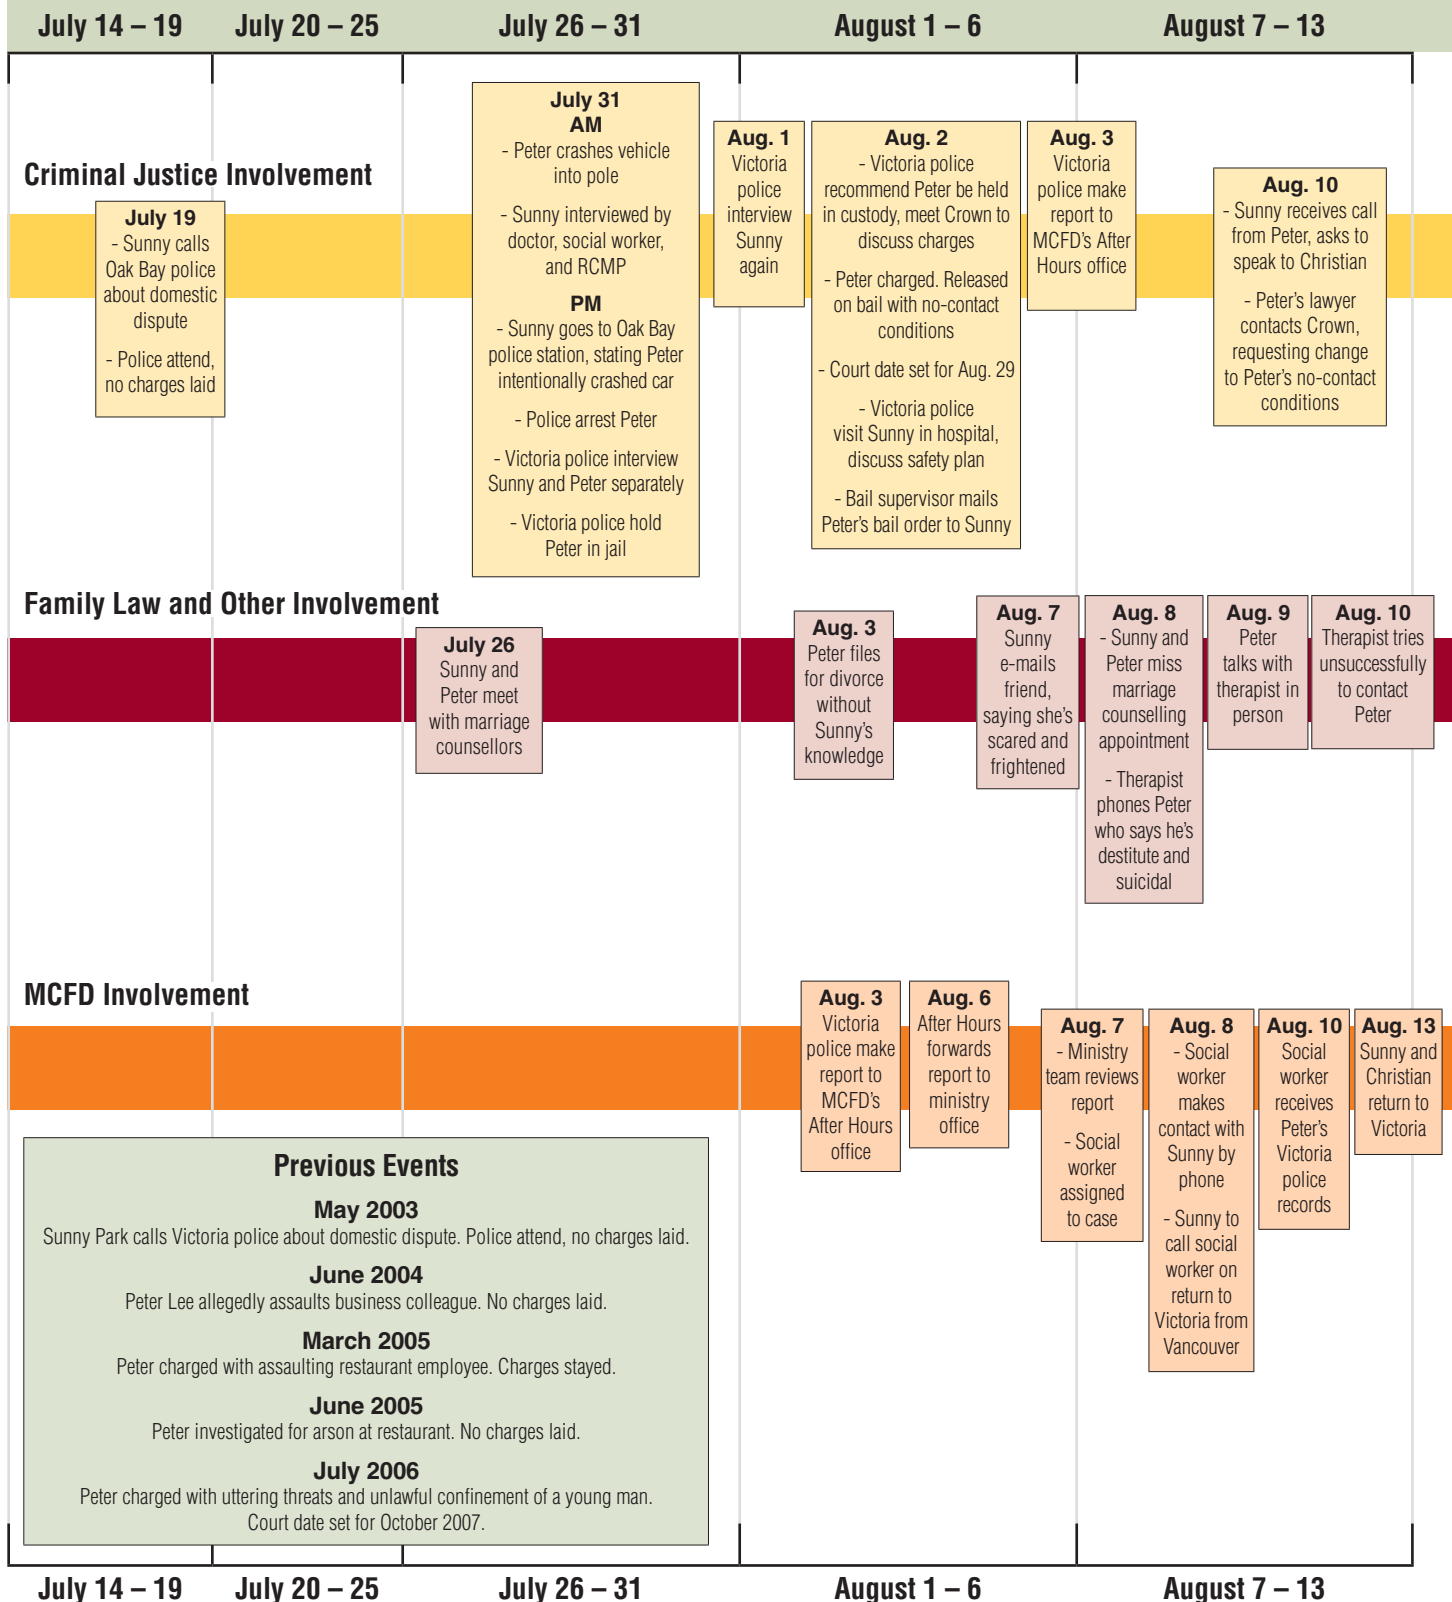 July 14 – 19
July 20 – 25
July 26 – 31
August 1 – 6
August 7 – 13
Criminal Justice Involvement
July 19
- Sunny calls
Oak Bay police
about domestic
dispute
- Police attend,
no charges laid
July 31
AM
- Peter crashes vehicle
into pole
- Sunny interviewed by
doctor, social worker,
and RCMP
PM
- Sunny goes to Oak Bay
police station, stating Peter
intentionally crashed car
- Police arrest Peter
- Victoria police interview
Sunny and Peter separately
- Victoria police hold
Peter in jail
Aug. 1
Victoria
police
interview
Sunny
again
Aug. 2
- Victoria police
recommend Peter be held
in custody, meet Crown to
discuss charges
- Peter charged. Released
on bail with no-contact
conditions
- Court date set for Aug. 29
- Victoria police
visit Sunny in hospital,
discuss safety plan
- Bail supervisor mails
Peter’s bail order to Sunny
Aug. 3
Victoria
police make
report to
MCFD’s After
Hours office
Aug. 10
- Sunny receives call
from Peter, asks to
speak to Christian
- Peter’s lawyer
contacts Crown,
requesting change
to Peter’s no-contact
conditions
Family Law and Other Involvement
July 26
Sunny and
Peter meet
with marriage
counsellors
Aug. 3
Peter files
for divorce
without
Sunny’s
knowledge
Aug. 7
Sunny
e-mails
friend,
saying she’s
scared and
frightened
Aug. 8
- Sunny and
Peter miss
marriage
counselling
appointment
- Therapist
phones Peter
who says he’s
destitute and
suicidal
Aug. 9
Peter
talks with
therapist in
person
Aug. 10
Therapist tries
unsuccessfully
to contact
Peter
MCFD Involvement
Aug. 3
Victoria
police make
report to
MCFD’s
After Hours
office
Aug. 6
After Hours
forwards
report to
ministry
office
Aug. 7
- Ministry
team reviews
report
- Social
worker
assigned
to case
Aug. 8
- Social
worker
makes
contact with
Sunny by
phone
- Sunny to
call social
worker on
return to
Victoria from
Vancouver
Aug. 10
Social
worker
receives
Peter’s
Victoria
police
records
Aug. 13
Sunny and
Christian
return to
Victoria
Previous Events
May 2003
Sunny Park calls Victoria police about domestic dispute. Police attend, no charges laid.
June 2004
Peter Lee allegedly assaults business colleague. No charges laid.
March 2005
Peter charged with assaulting restaurant employee. Charges stayed.
June 2005
Peter investigated for arson at restaurant. No charges laid.
July 2006
Peter charged with uttering threats and unlawful confinement of a young man.
Court date set for October 2007.
July 14 – 19
July 20 – 25
July 26 – 31
August 1 – 6
August 7 – 13